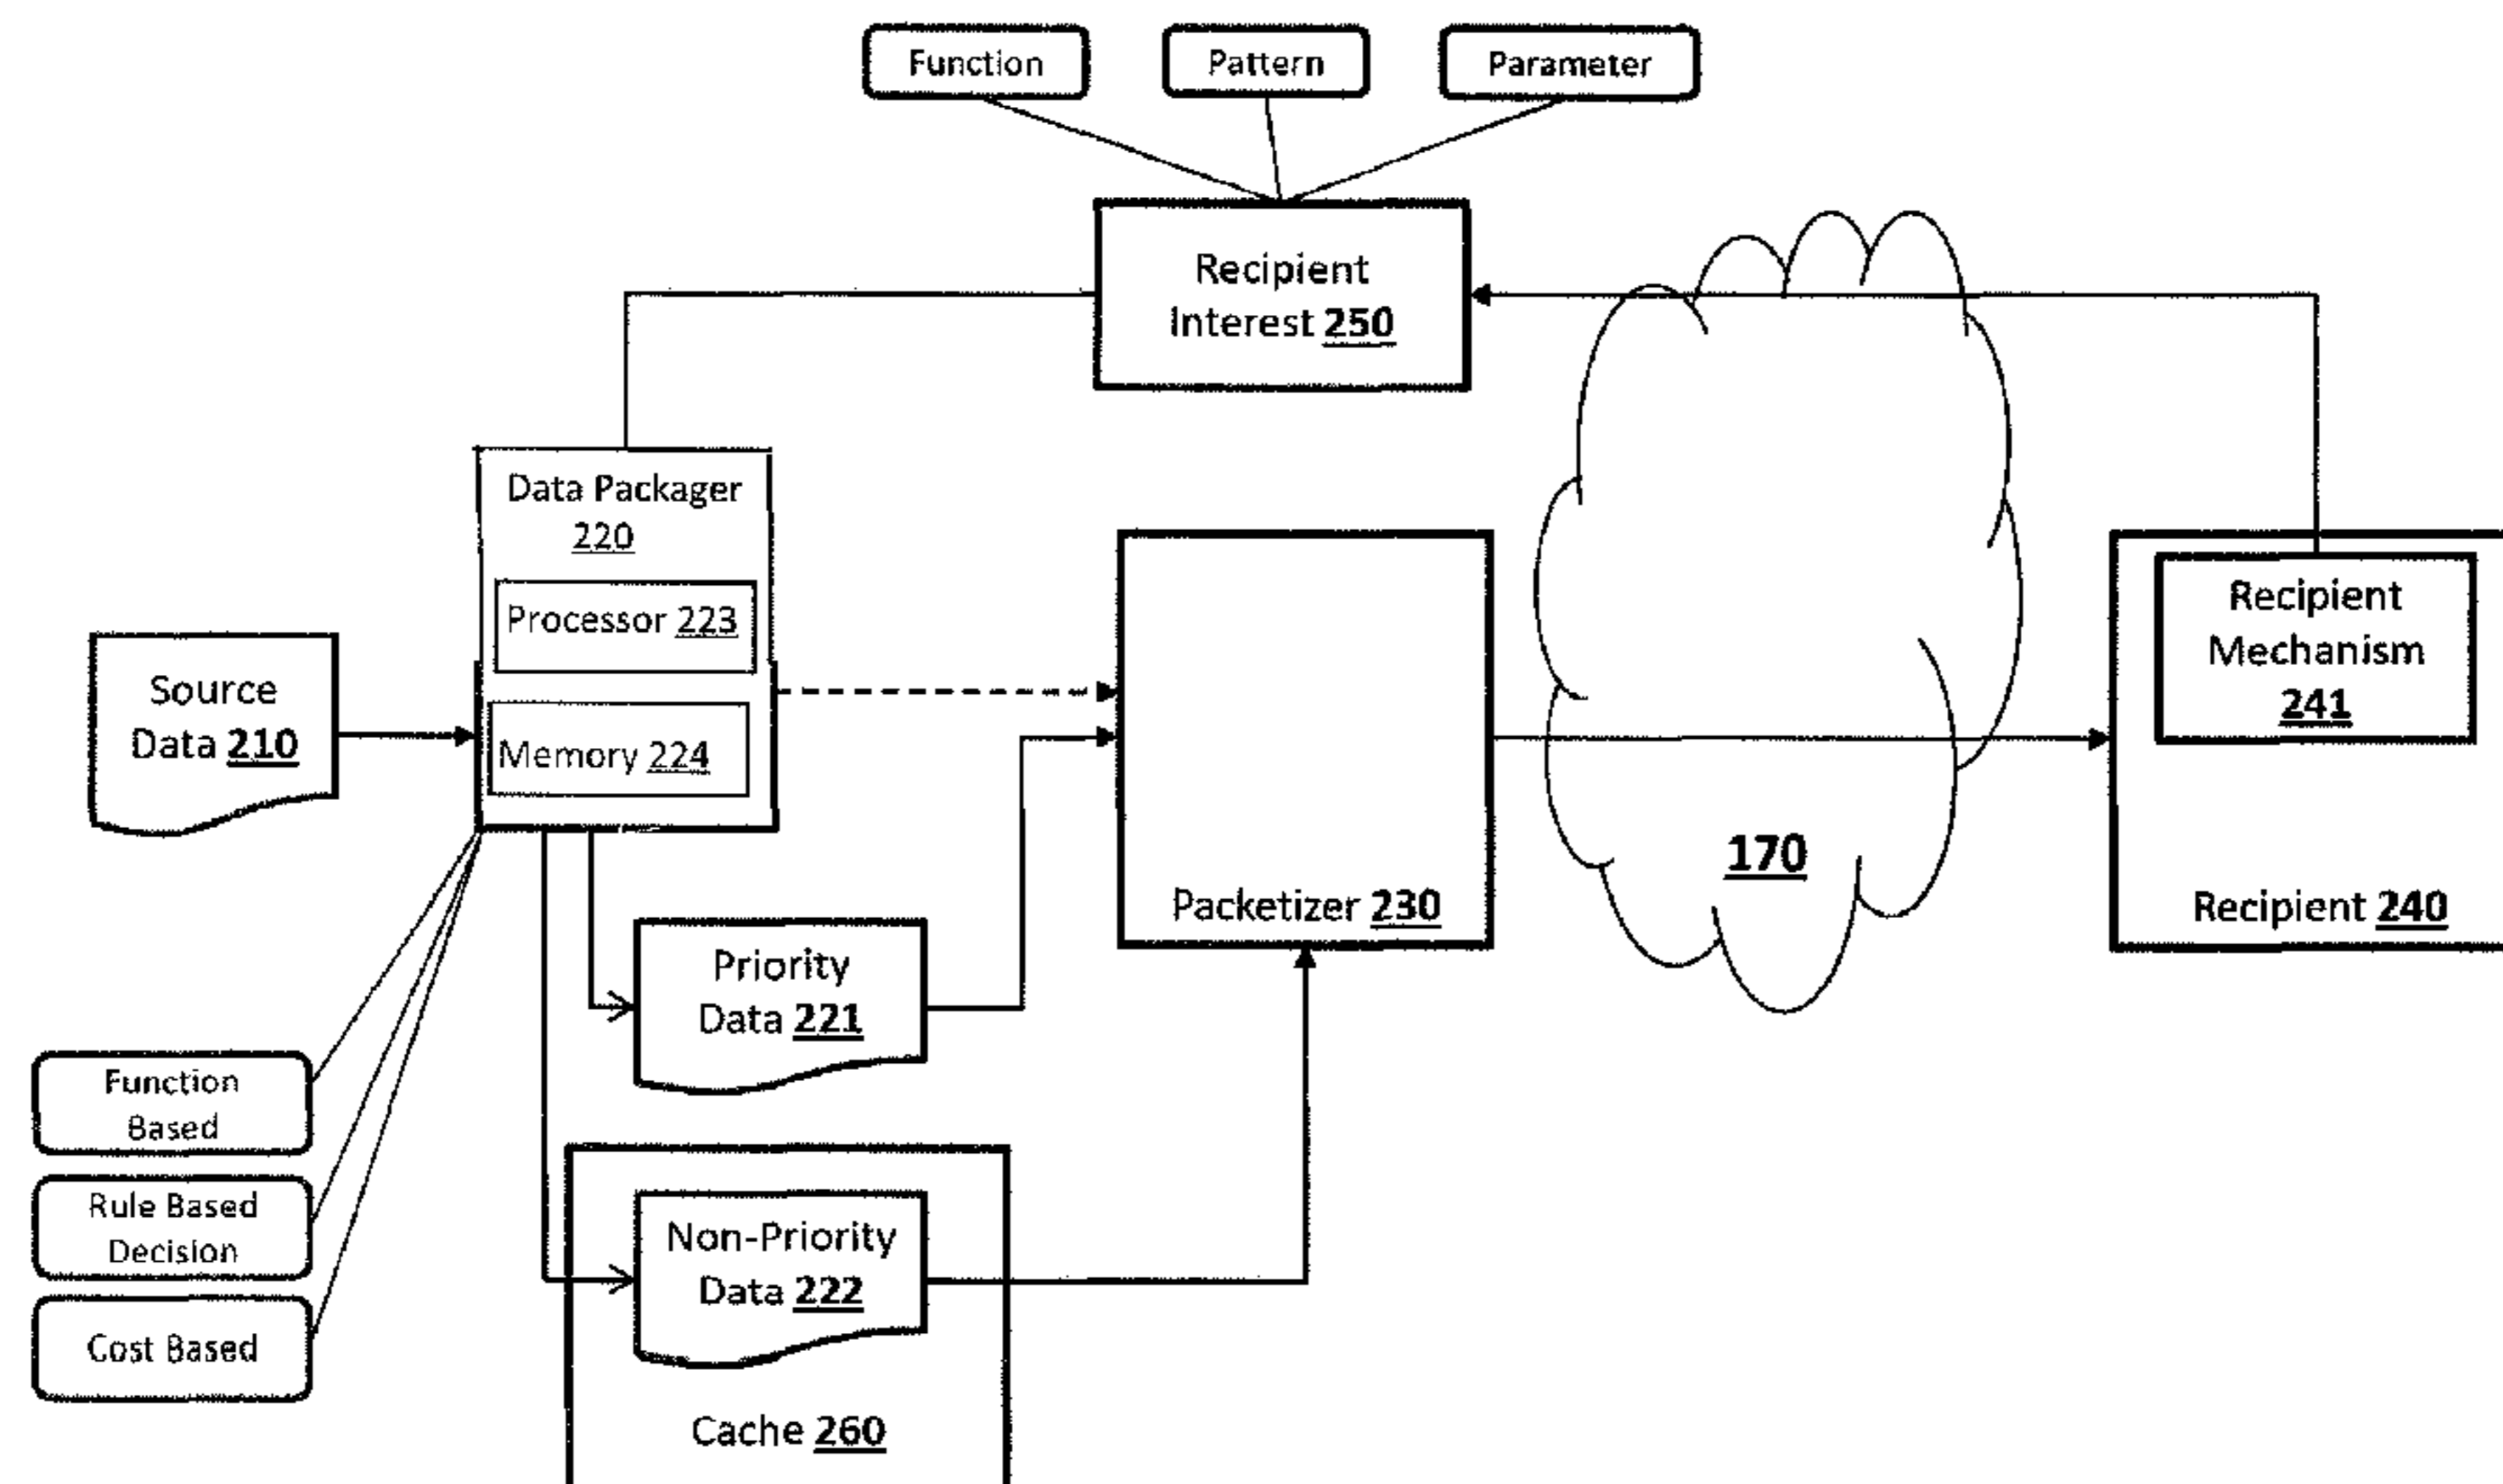 Function
Pattern
Parameter
Recipient
Interest 250
Data Packager
220
Processor 223
Memory 224
Source
Data 210
Recipient
Mechanism
241
170
Packetizer 230
Recipient 240
Priority
Data 221
Function
Based
Rule Based
Decision
Cost Based
Non-Priority
Data 222
Cache 260